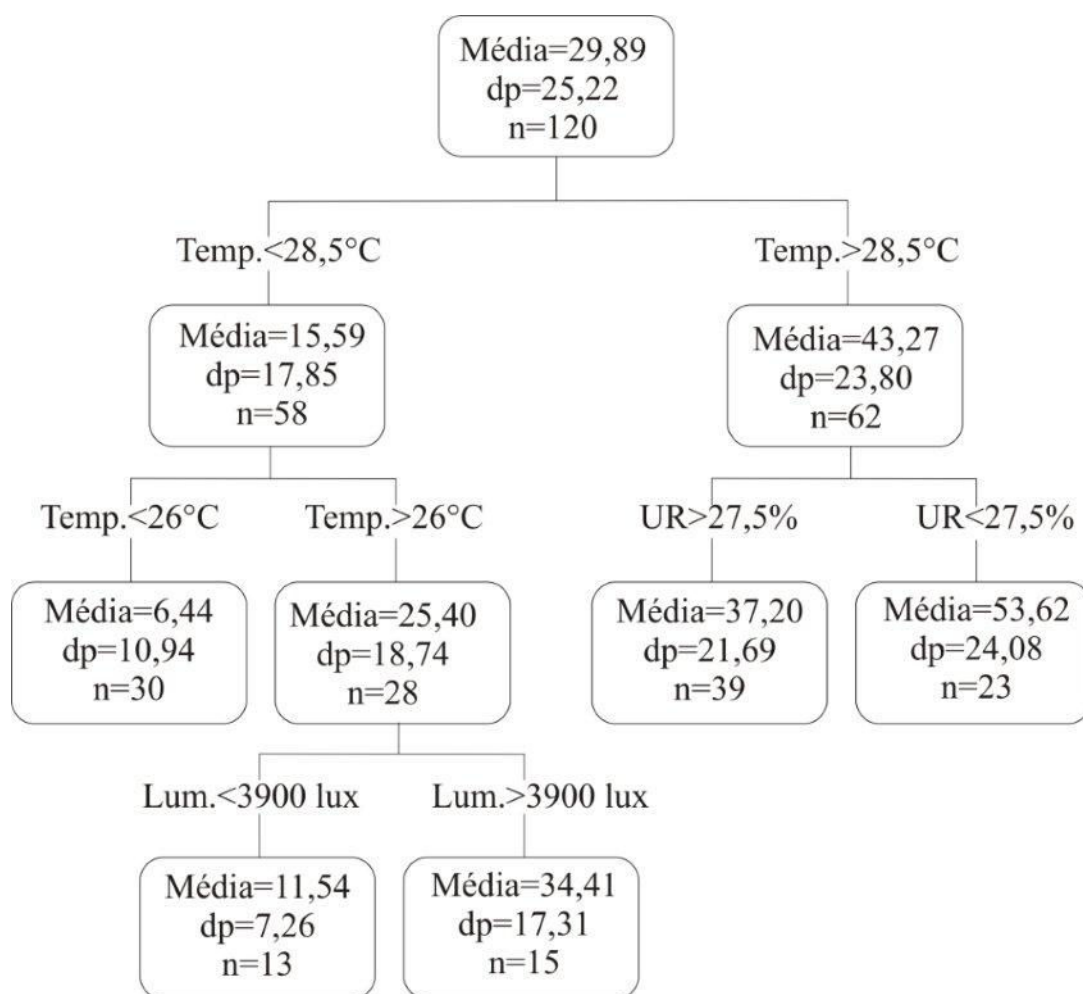 Média=29,89
dp=25,22
n=120
Temp.<28,5°C
Temp.>28,5°C
Média=15,59
dp=17,85
n=58
Média=43,27
dp=23,80
n=62
Temp.<26°C
Temp.>26°C
UR>27,5%
UR<27,5%
Média=6,44
dp=10,94
n=30
Média=25,40
dp=18,74
n=28
Média=37,20
dp=21,69
n=39
Média=53,62
dp=24,08
n=23
Lum.<3900 lux
Lum.>3900 lux
Média=11,54
dp=7,26
n=13
Média=34,41
dp=17,31
n=15